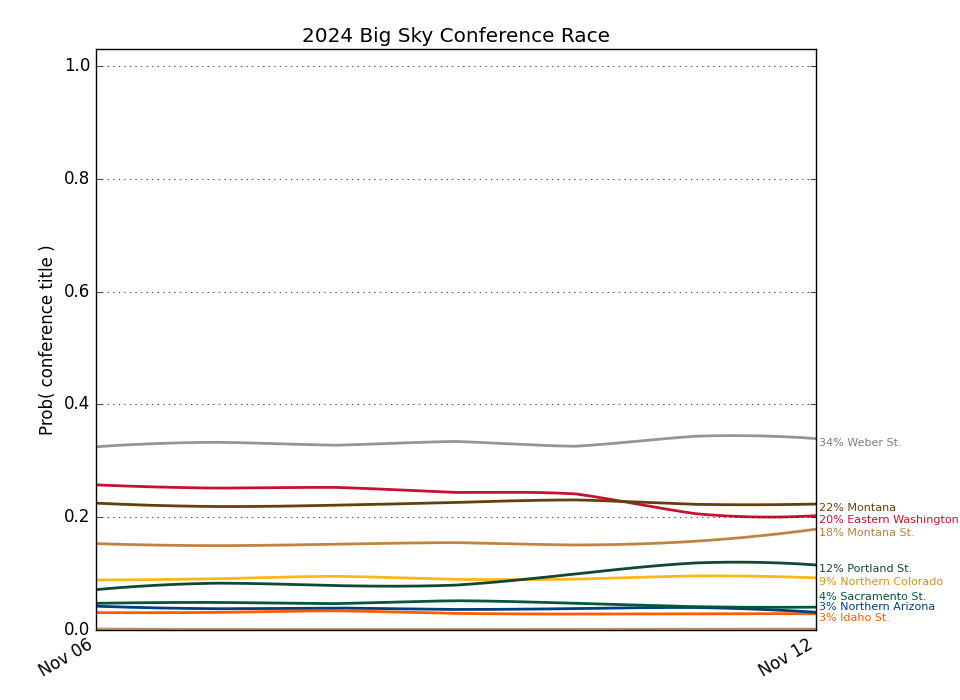 2024 Big Sky Conference Race
Prob( conference title )
1.0
0.8
0.6
0.4
0.2
0.0
34% Weber St.
22% Montana
20% Eastern Washington
18% Montana St.
12% Portland St.
9% Northern Colorado
4% Sacramento St.
3% Northern Arizona
3% Idaho St.
Nov 06
Nov 12